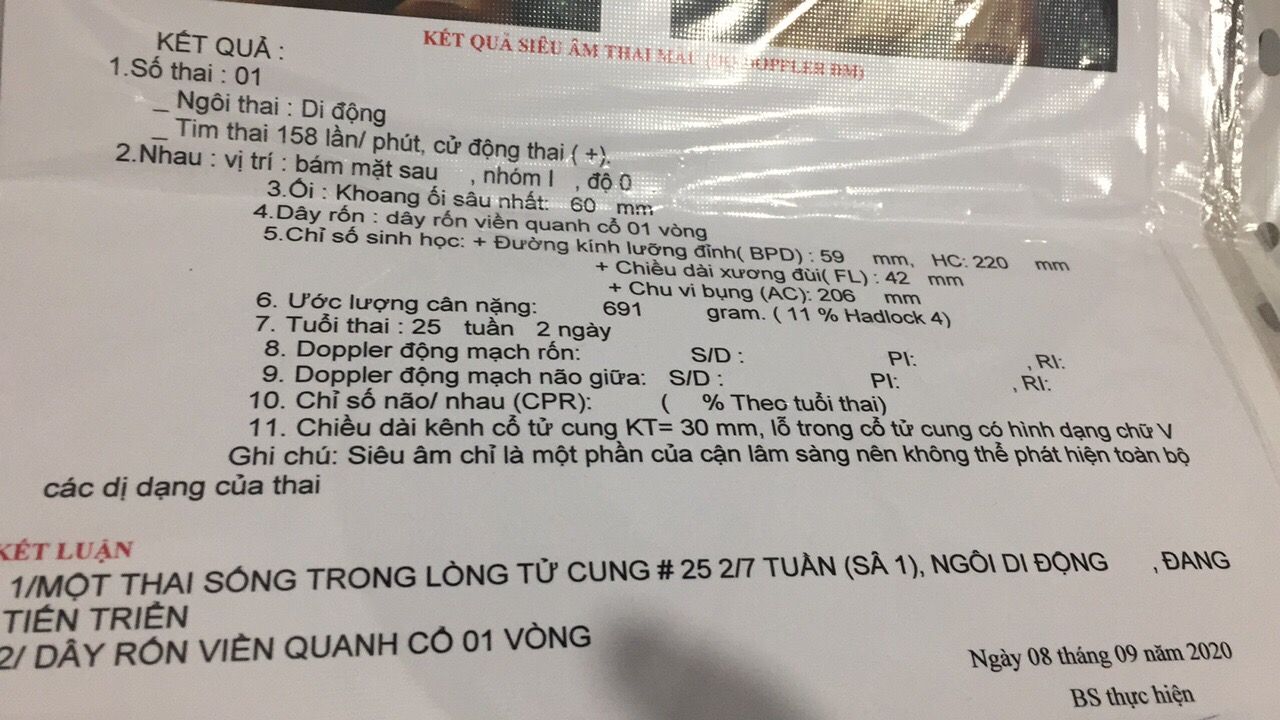 KẾT QUẢ SIÊU ÂM THAI MÀU DOPPLER ĐM)
KẾT QUẢ :
1.Số thai : 01
_ Ngôi thai : Di động
_ Tim thai 158 lần/ phút, cử động thai ( +).
2.Nhau : vị trí : bám mặt sau , nhóm I , độ 0
3.Ối : Khoang ối sâu nhất: 60 mm
4.Dây rốn : dây rốn viền quanh cổ 01 vòng
5.Chỉ số sinh học: + Đường kính lưỡng đỉnh( BPD) : 59 mm, HC: 220 mm
+ Chiều dài xương đùi( FL) : 42 mm
+ Chu vi bụng (AC): 206 mm
6. Ước lượng cân nặng: 691 gram. ( 11 % Hadlock 4)
7. Tuổi thai : 25 tuần 2 ngày
8. Doppler động mạch rốn: S/D : PI: , RI:
9. Doppler động mạch não giữa: S/D : PI: , RI:
10. Chỉ số não/ nhau (CPR): ( % Theo tuổi thai)
11. Chiều dài kênh cổ tử cung KT= 30 mm, lỗ trong cổ tử cung có hình dạng chữ V
Ghi chú: Siêu âm chỉ là một phần của cận lâm sàng nên không thể phát hiện toàn bộ
các dị dạng của thai
KẾT LUẬN
1/MỘT THAI SỐNG TRONG LÒNG TỬ CUNG # 25 2/7 TUẦN (SÂ 1), NGÔI DI ĐỘNG , ĐANG
TIẾN TRIỂN
2/ DÂY RỐN VIỀN QUANH CỔ 01 VÒNG
Ngày 08 tháng 09 năm 2020
BS thực hiện